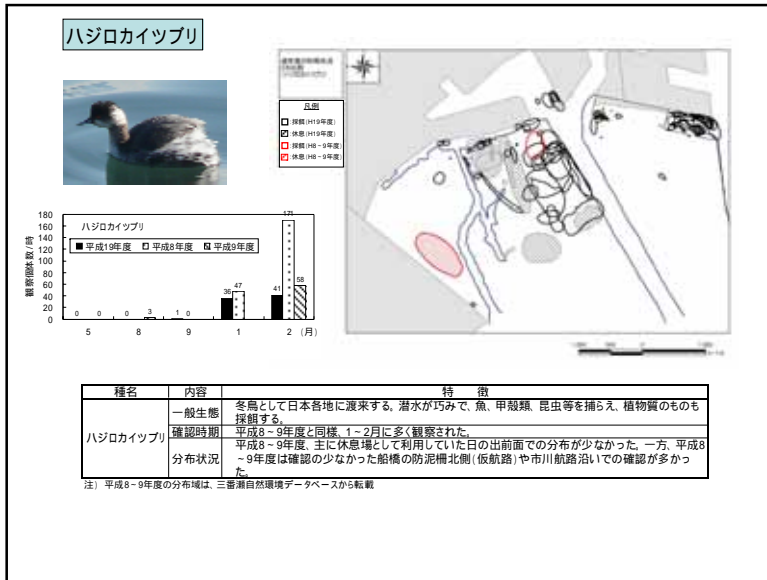 ハジロカイツブリ
凡例
採餌(H19年度)
休息(H19年度)
採餌(H8~9年度)
休息(H8~9年度)
ハジロカイツブリ
平成19年度 平成8年度 平成9年度
観察個体数/時
180
160
140
120
100
80
60
40
20
0
0 0 0 3 1 0 36 47 41 171 58
5 8 9 1 2 (月)
種名 内容 特 徴
ハジロカイツブリ
一般生態
冬鳥として日本各地に渡来する。潜水が巧みで、魚、甲殻類、昆虫等を捕らえ、植物質のものも
採餌する。
確認時期
平成8~9年度と同様、1~2月に多く観察された。
分布状況
平成8~9年度、主に休息場として利用していた日の出前面での分布が少なかった。一方、平成8
~9年度は確認の少なかった船橋の防泥柵北側(仮航路)や市川航路沿いでの確認が多かっ
た。
注) 平成8~9年度の分布域は、三番瀬自然環境データベースから転載